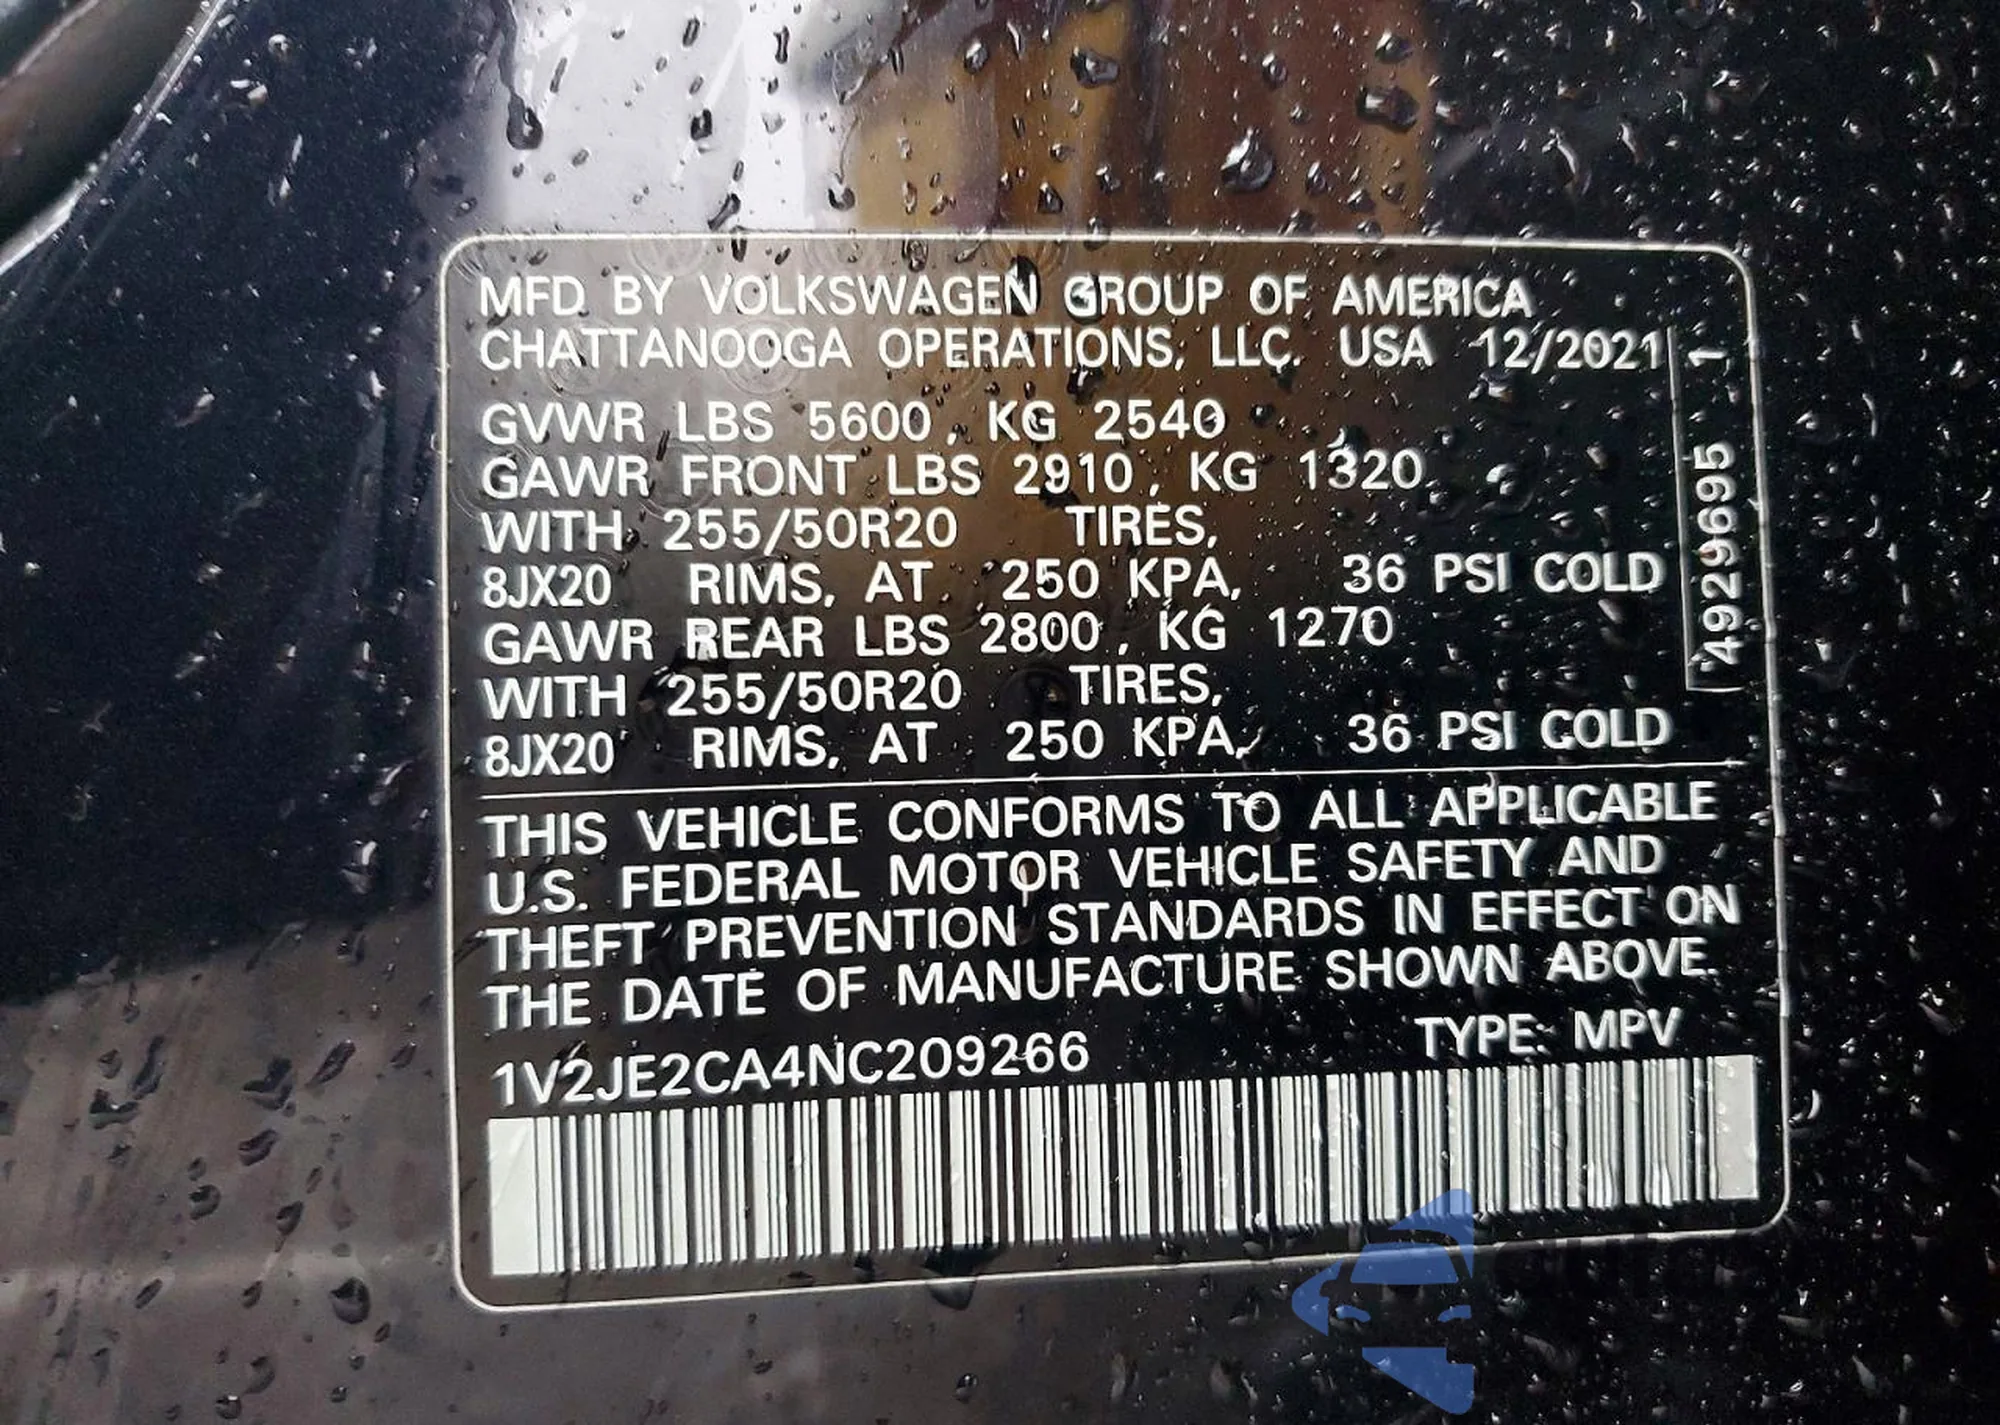 MFD. BY VOLKSWAGEN GROUP OF AMERICA
CHATTANOOGA OPERATIONS, LLC. USA 12/2021
GVWR LBS 5600, KG 2540
GAWR FRONT LBS 2910, KG 1320
WITH 255/50R20 TIRES,
8JX20 RIMS, AT 250 KPA, 36 PSI COLD
GAWR REAR LBS 2800, KG 1270
WITH 255/50R20 TIRES,
8JX20 RIMS, AT 250 KPA, 36 PSI COLD
4929695 1
THIS VEHICLE CONFORMS TO ALL APPLICABLE
U.S. FEDERAL MOTOR VEHICLE SAFETY AND
THEFT PREVENTION STANDARDS IN EFFECT ON
THE DATE OF MANUFACTURE SHOWN ABOVE.
1V2JE2CA4NC209266 TYPE: MPV